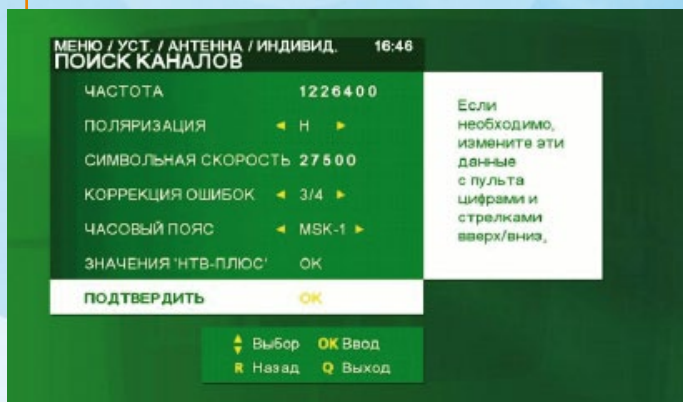 МЕНЮ / УСТ. / АНТЕННА / ИНДИВИД. 16:46
ПОИСК КАНАЛОВ
ЧАСТОТА 1226400
ПОЛЯРИЗАЦИЯ ◄ H ►
СИМВОЛЬНАЯ СКОРОСТЬ 27500
КОРРЕКЦИЯ ОШИБОК ◄ 3/4 ►
ЧАСОВЫЙ ПОЯС ◄ MSK-1 ►
ЗНАЧЕНИЯ 'НТВ-ПЛЮС' OK
ПОДТВЕРДИТЬ OK
Если
необходимо,
измените эти
данные
с пульта
цифрами и
стрелками
вверх/вниз,
Выбор OK Ввод
R Назад Q Выход